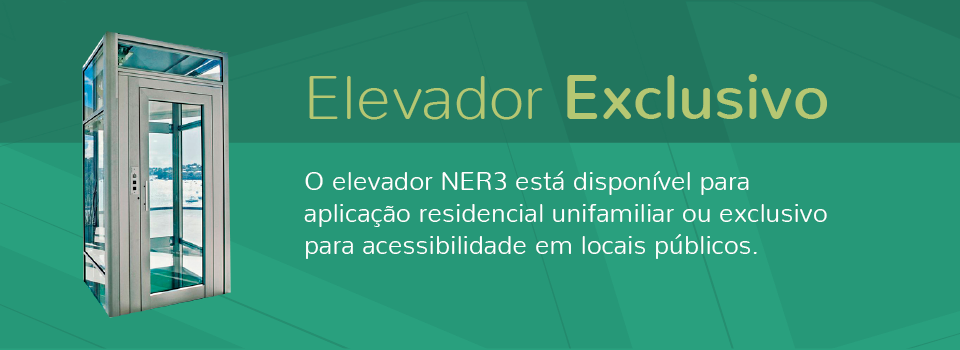 Elevador Exclusivo
O elevador NER3 está disponível para
aplicação residencial unifamiliar ou exclusivo
para acessibilidade em locais públicos.